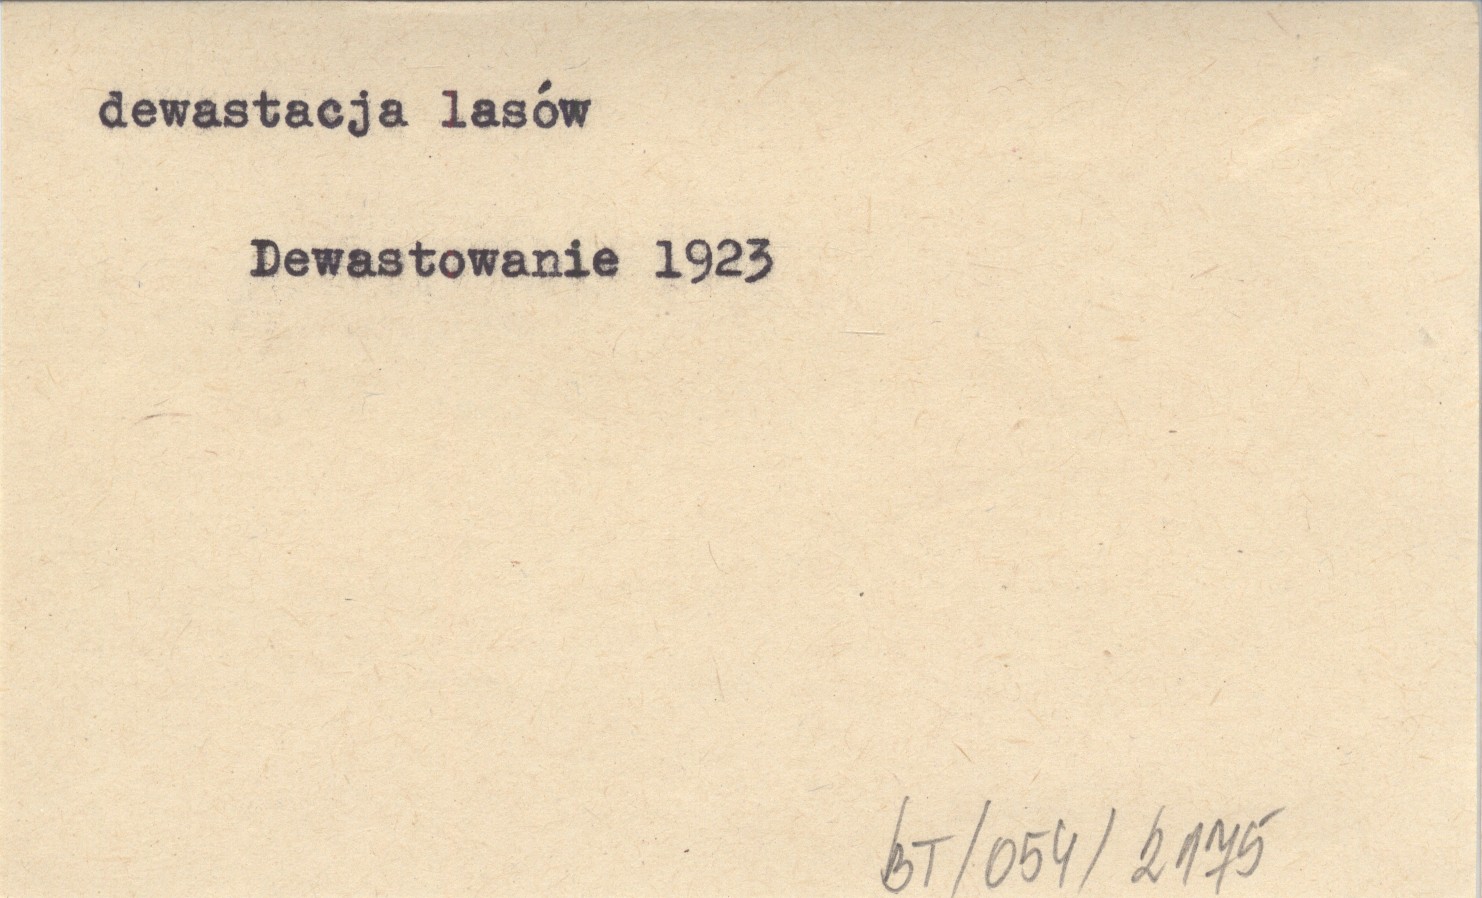 dewastacja lasów
Dewastowanie 1923
BT/054/2175